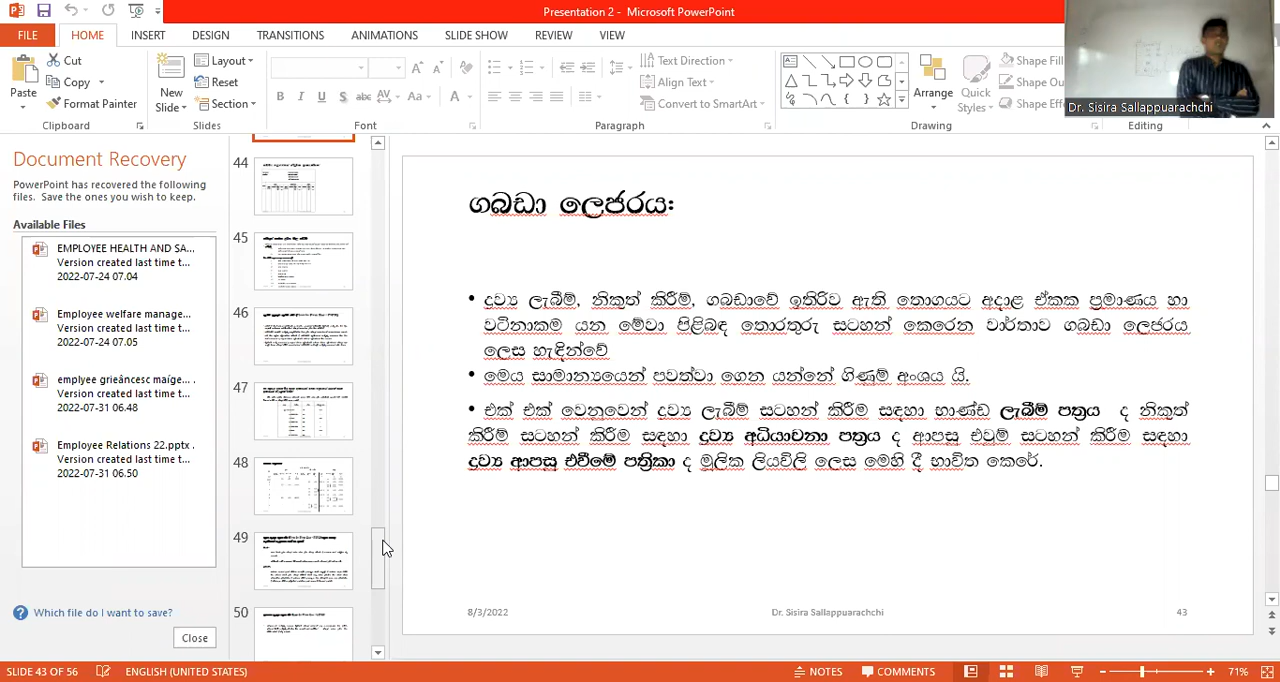 Presentation 2 - Microsoft PowerPoint
FILE HOME INSERT DESIGN TRANSITIONS ANIMATIONS SLIDE SHOW REVIEW VIEW
Cut
Copy
Format Painter
Paste
Clipboard
New Slide
Layout
Reset
Section
Slides
B I U S abc AV Aa A
Font
Text Direction
Align Text
Convert to SmartArt
Paragraph
Arrange
Quick Styles
Shape Fill
Shape Ou
Shape Effe
Drawing
Editing
Dr. Sisira Sallappuarachchi
Document Recovery
PowerPoint has recovered the following
files. Save the ones you wish to keep.
Available Files
EMPLOYEE HEALTH AND SA...
Version created last time t...
2022-07-24 07.04
Employee welfare manage...
Version created last time t...
2022-07-24 07.05
emplyee grieâncesc maíge... .
Version created last time t...
2022-07-31 06.48
Employee Relations 22.pptx .
Version created last time t...
2022-07-31 06.50
Which file do I want to save?
Close
44
45
46
47
48
49
50
ගබඩා ලෙජරය:
• ද්‍රව්‍ය ලැබීම්, නිකුත් කිරීම්, ගබඩාවේ ඉතිරිව ඇති තොගයට අදාළ ඒකක ප්‍රමාණය හා
වටිනාකම යන මේවා පිළිබඳ තොරතුරු සටහන් කෙරෙන වාර්තාව ගබඩා ලෙජරය
ලෙස හැඳින්වේ
• මෙය සාමාන්‍යයෙන් පවත්වා ගෙන යන්නේ ගිණුම් අංශය යි.
• එක් එක් වෙනුවෙන් ද්‍රව්‍ය ලැබීම් සටහන් කිරීම සඳහා භාණ්ඩ ලැබීම් පත්‍රය ද නිකුත්
කිරීම් සටහන් කිරීම සඳහා ද්‍රව්‍ය අධියාචනා පත්‍රය ද ආපසු එවුම් සටහන් කිරීම සඳහා
ද්‍රව්‍ය ආපසු එවීමේ පත්‍රිකා ද මූලික ලියවිලි ලෙස මෙහි දී භාවිත කෙරේ.
8/3/2022
Dr. Sisira Sallappuarachchi
43
SLIDE 43 OF 56
ENGLISH (UNITED STATES)
NOTES
COMMENTS
71%